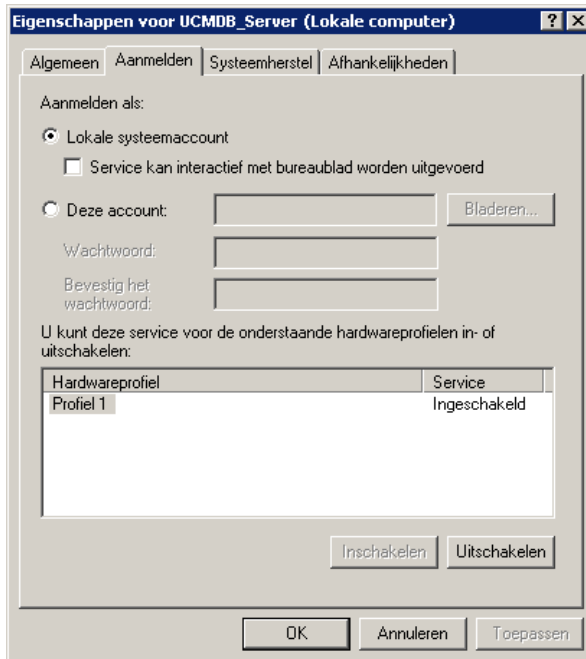 Eigenschappen voor UCMDB_Server (Lokale computer)
Algemeen Aanmelden Systeemherstel Afhankelijkheden
Aanmelden als:
Lokale systeemaccount
Service kan interactief met bureaublad worden uitgevoerd
Deze account: Bladeren...
Wachtwoord:
Bevestig het
wachtwoord:
U kunt deze service voor de onderstaande hardwareprofielen in- of
uitschakelen:
Hardwareprofiel Service
Profiel 1 Ingeschakeld
Inschakelen Uitschakelen
OK Annuleren Toepassen